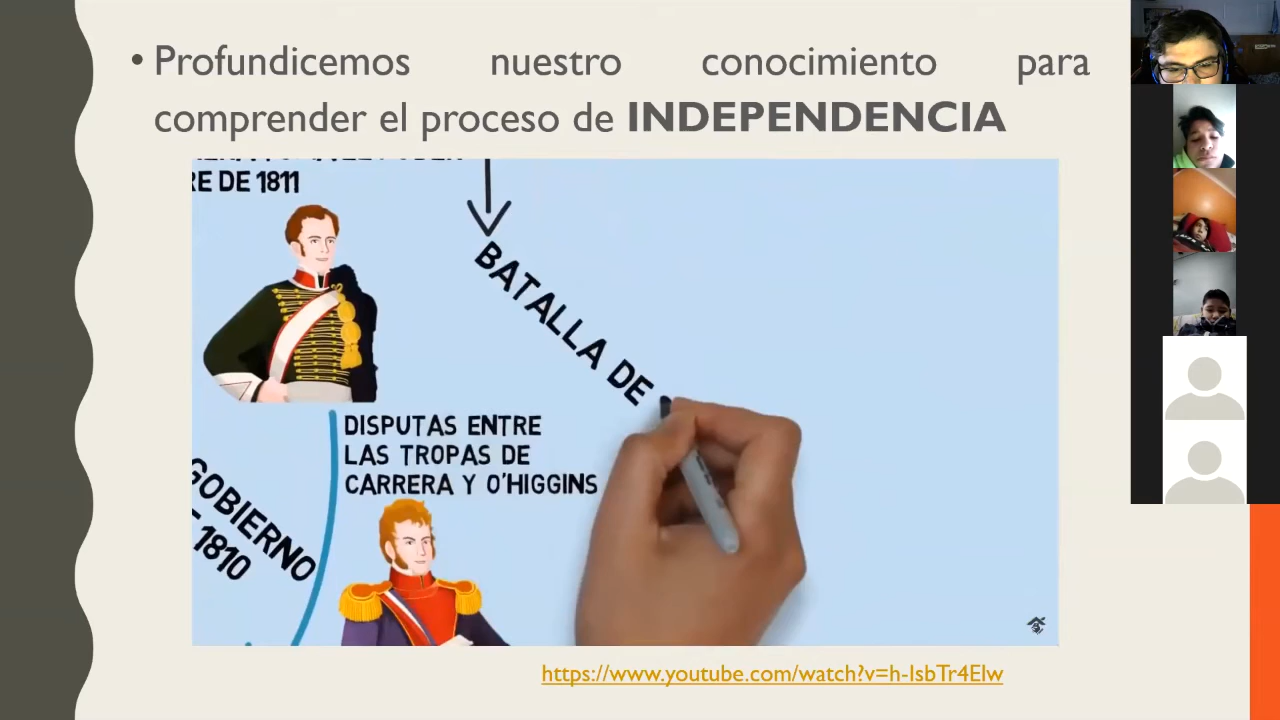 • Profundicemos nuestro conocimiento para
comprender el proceso de INDEPENDENCIA
RE DE 1811
BATALLA DE
DISPUTAS ENTRE
LAS TROPAS DE
CARRERA Y O'HIGGINS
GOBIERNO
1810
https://www.youtube.com/watch?v=h-IsbTr4EIw